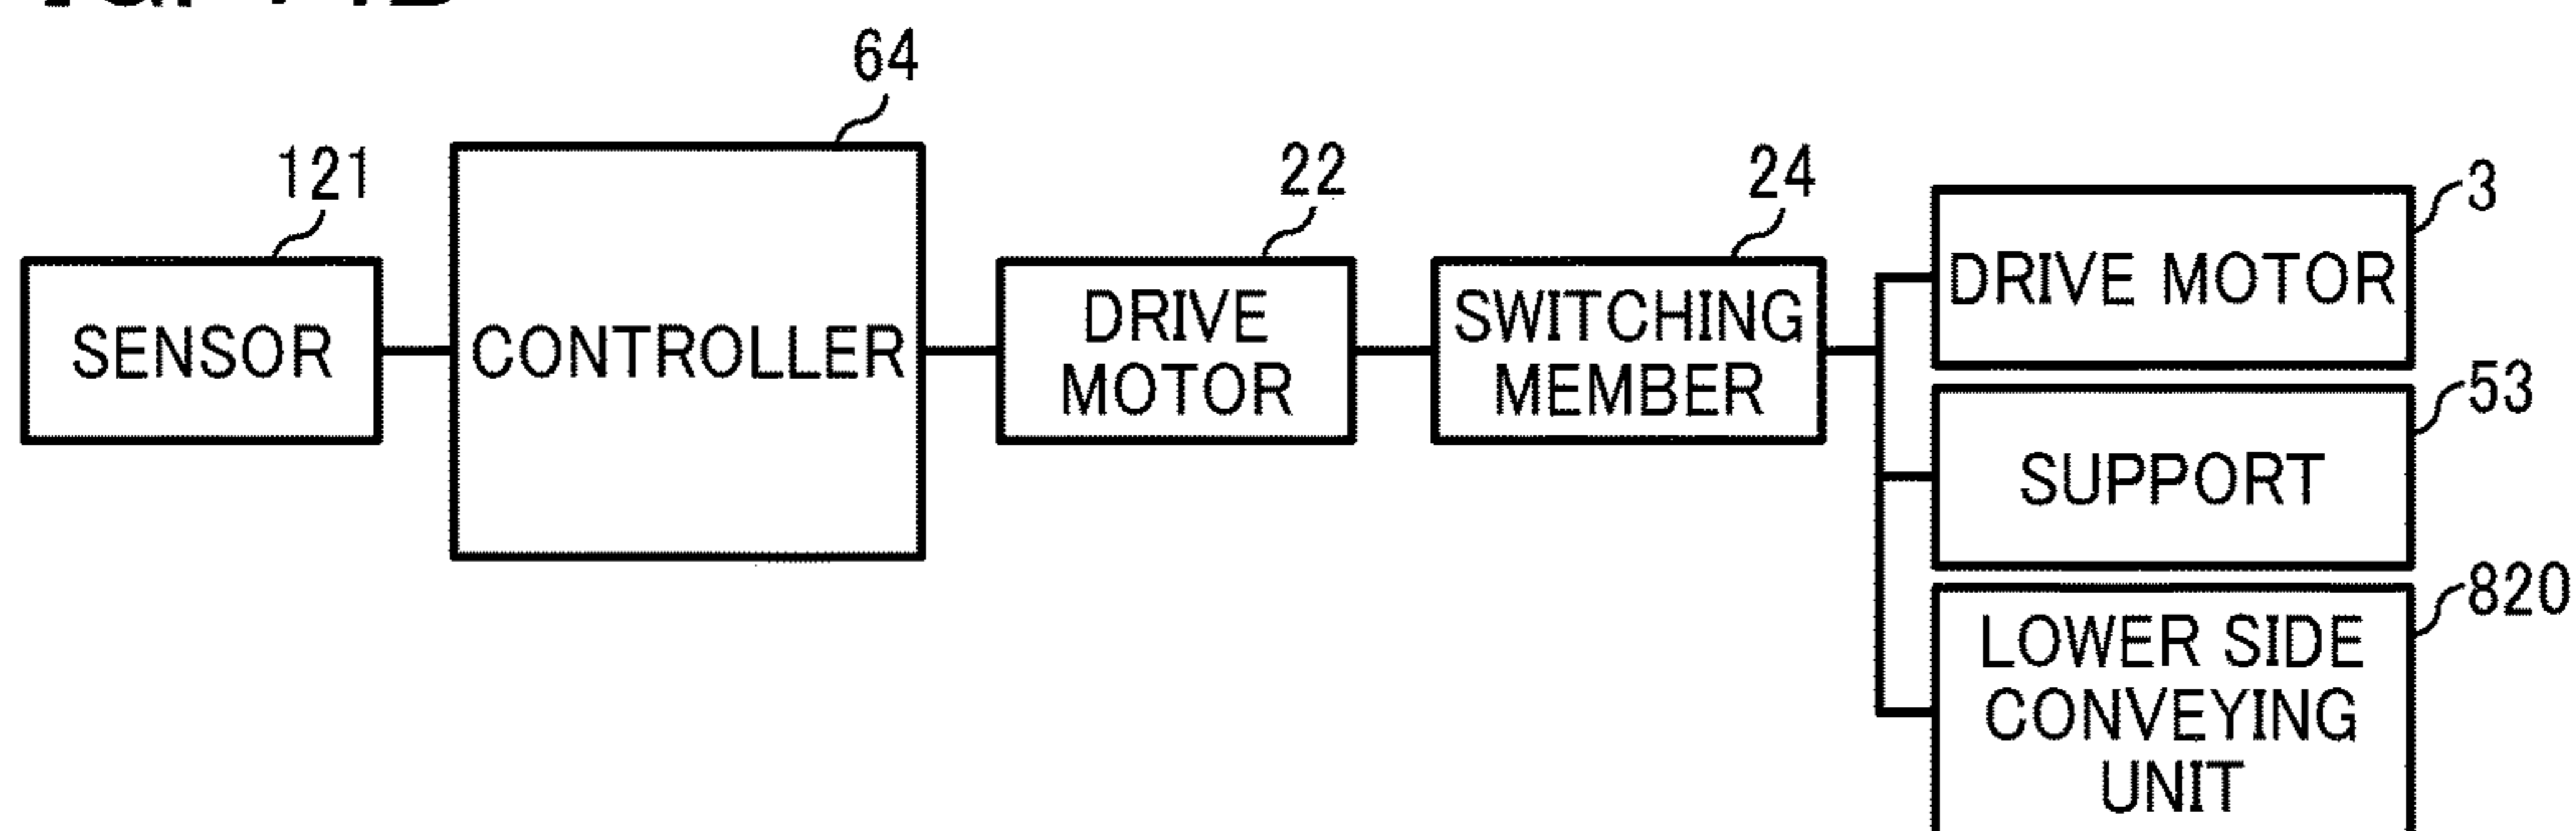 64
121
22
24
3
SENSOR
CONTROLLER
DRIVE
MOTOR
SWITCHING
MEMBER
DRIVE MOTOR
53
SUPPORT
820
LOWER SIDE
CONVEYING
UNIT